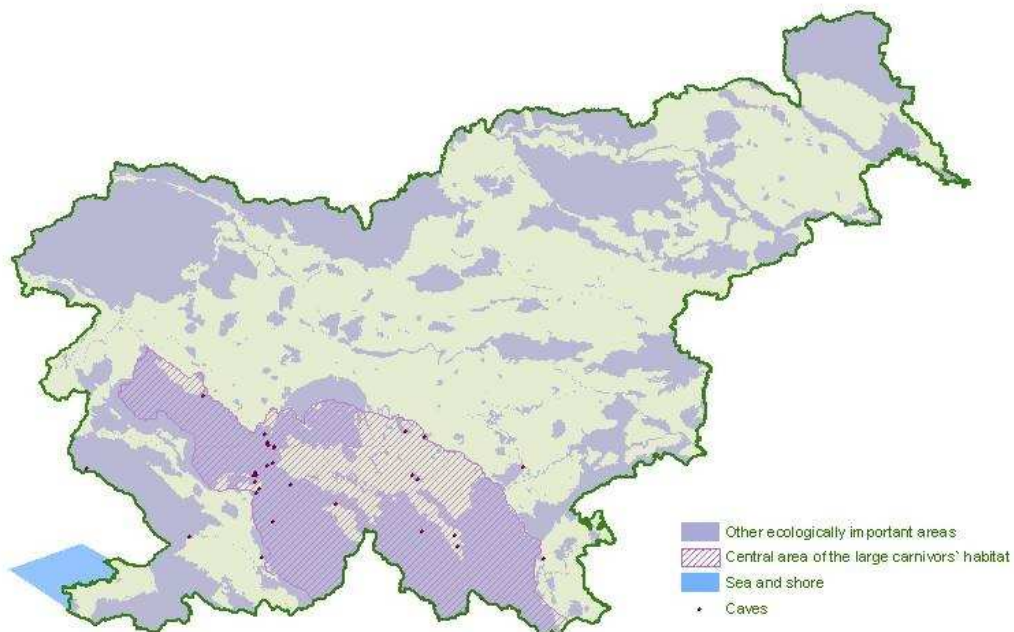 Other ecologically important areas
Central area of the large carnivors` habitat
Sea and shore
Caves